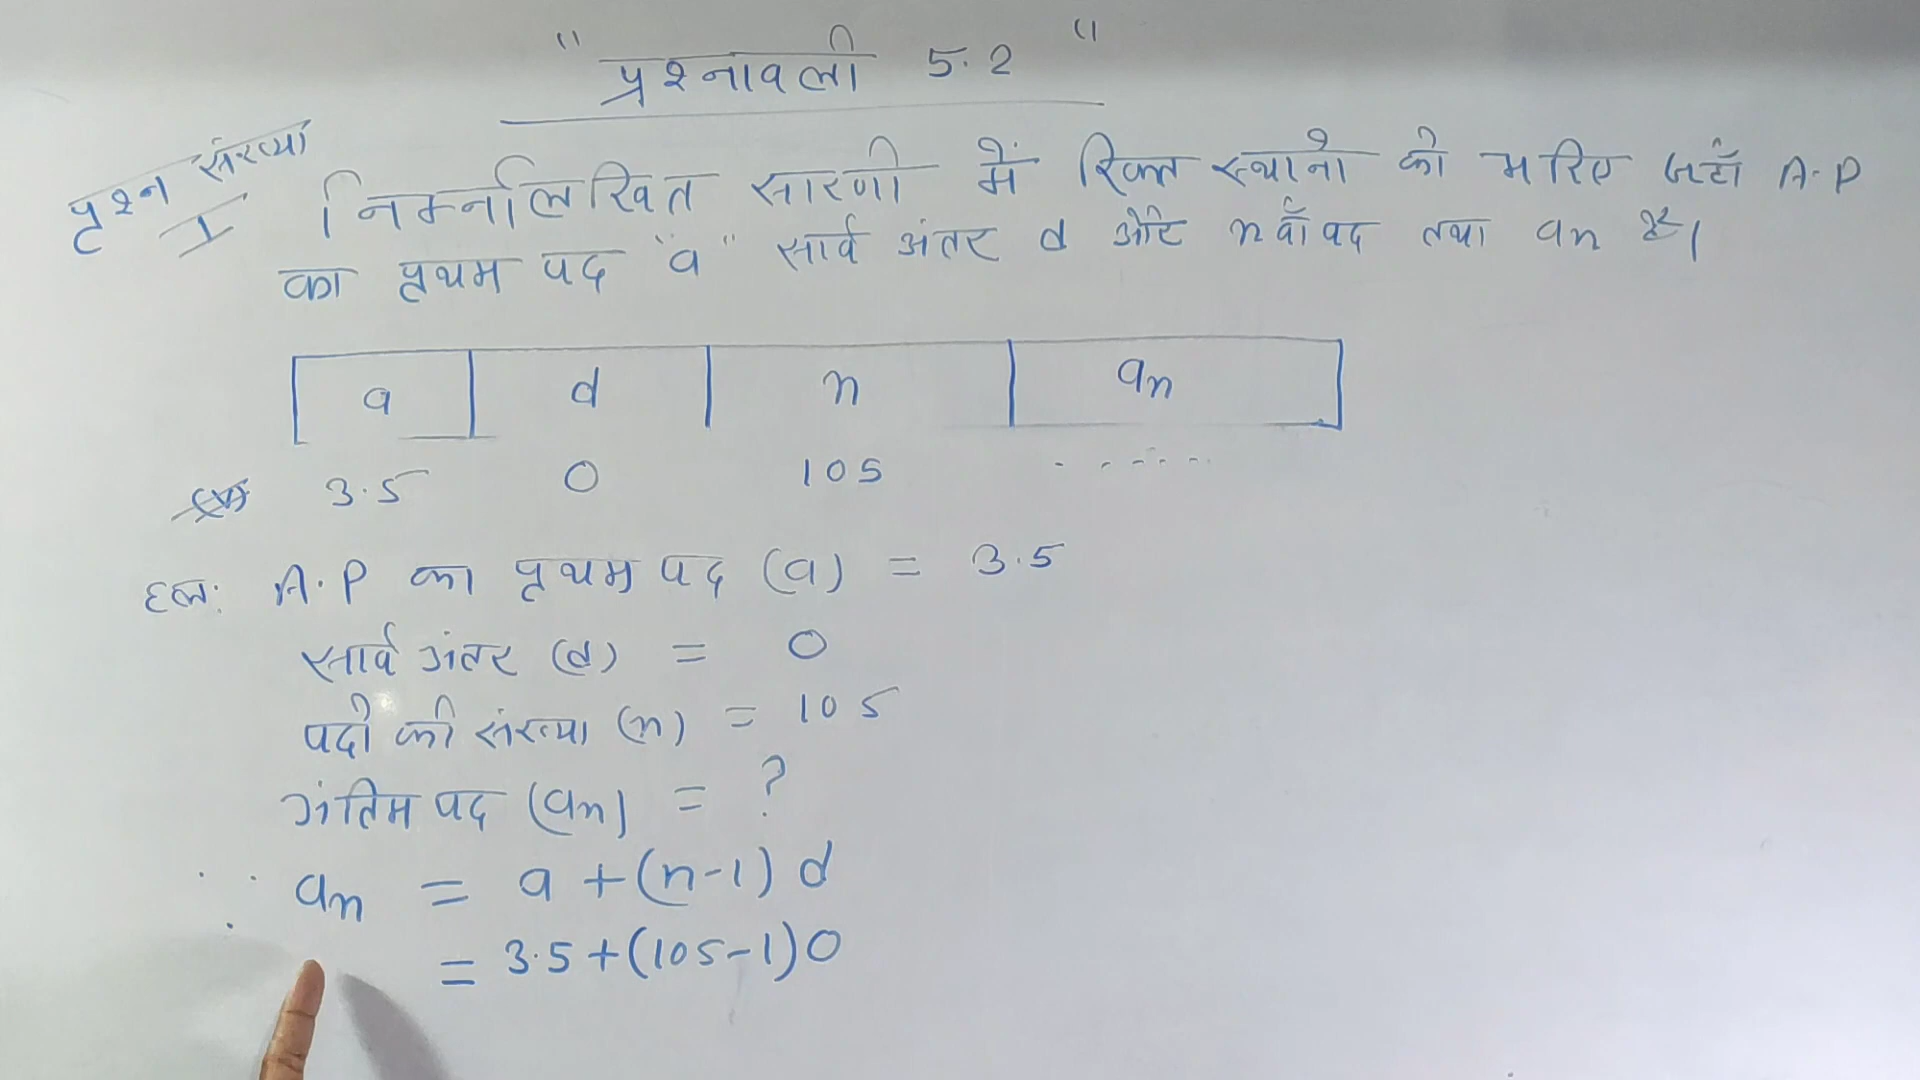 " प्रश्नावली 5.2 "
प्रश्न संख्या
I निम्नलिखित सारणी में रिक्त स्थानो को भरिए जहाँ A.P
का प्रथम पद "a" सार्व अंतर d और n वाँ पद तथा an है।
a d n an
3.5 0 105 ......
हल: A.P का प्रथम पद (a) = 3.5
सार्व अंतर (d) = 0
पदो की संख्या (n) = 105
अंतिम पद (an) = ?
∵ an = a + (n-1) d
= 3.5 + (105-1) 0